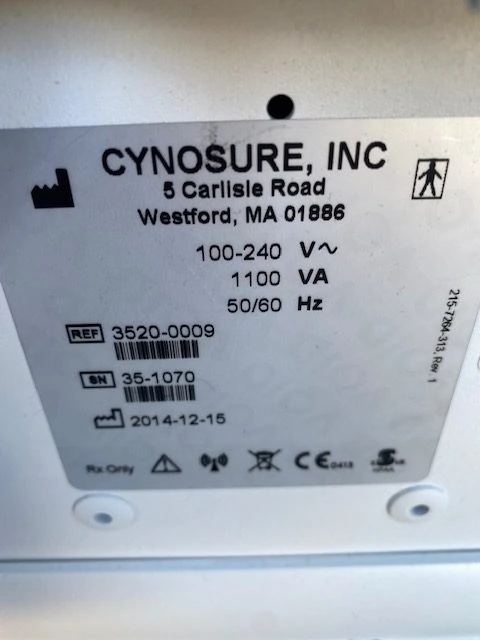 CYNOSURE, INC
5 Carlisle Road
Westford, MA 01886
100-240 V~
1100 VA
50/60 Hz
REF 3520-0009
SN 35-1070
2014-12-15
Rx Only
CE 0413
215-7264-313, Rev. 1